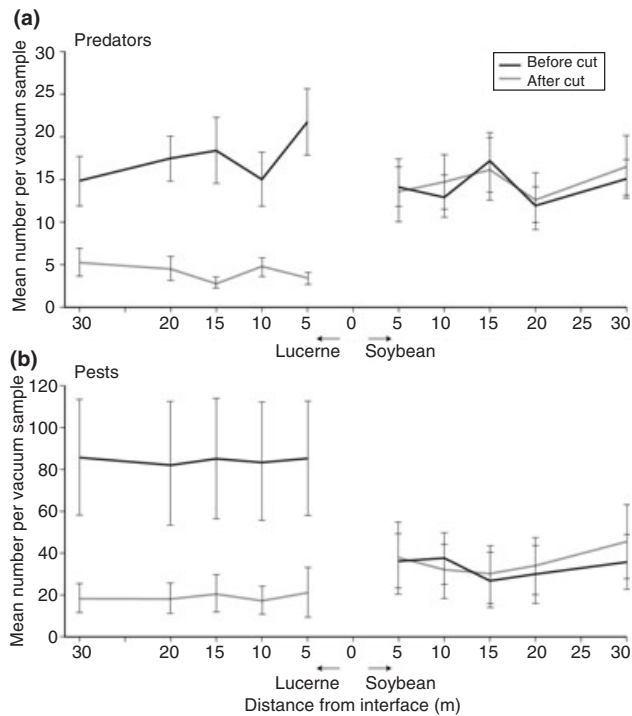 (a)
Predators
Mean number per vacuum sample
30
25
20
15
10
5
0
Before cut
After cut
30 20 15 10 5 0 5 10 15 20 25 30
Lucerne Soybean
(b)
Pests
Mean number per vacuum sample
120
100
80
60
40
20
0
30 20 15 10 5 0 5 10 15 20 25 30
Lucerne Soybean
Distance from interface (m)